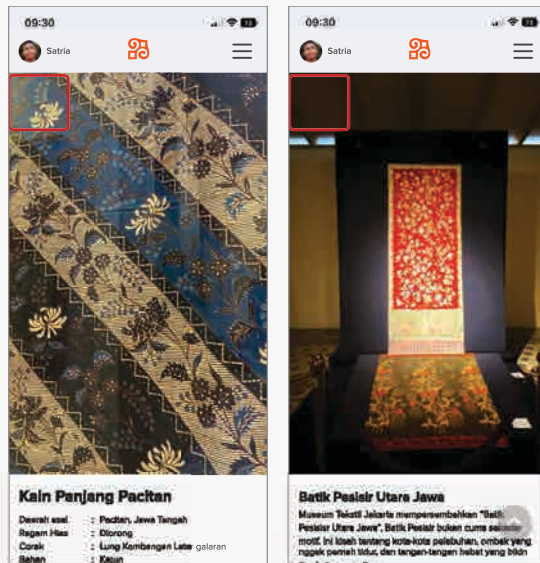 09:30
73
Satria
Kain Panjang Pacitan
Daerah asal : Pacitan, Jawa Tengah
Ragam Hias : Diorong
Corak : Lung Kembangan Latar galaran
Bahan : Katun
09:30
73
Satria
Batik Pesisir Utara Jawa
Museum Tekstil Jakarta mempersembahkan "Batik
Pesisir Utara Jawa", Batik Pesisir bukan cuma
motif. Ini kisah tentang kota-kota pelabuhan, ombak yang
nggak pernah tidur, dan tangan-tangan hebat yang bikin